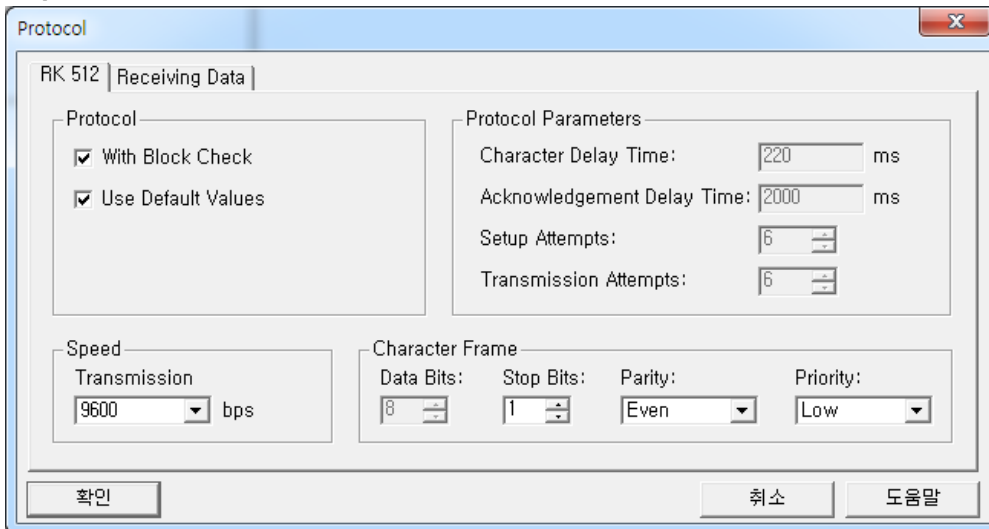 Protocol
RK 512 Receiving Data
Protocol
With Block Check
Use Default Values
Protocol Parameters
Character Delay Time: 220 ms
Acknowledgement Delay Time: 2000 ms
Setup Attempts: 6
Transmission Attempts: 6
Speed
Transmission
9600 bps
Character Frame
Data Bits: Stop Bits: Parity: Priority:
8 1 Even Low
확인 취소 도움말